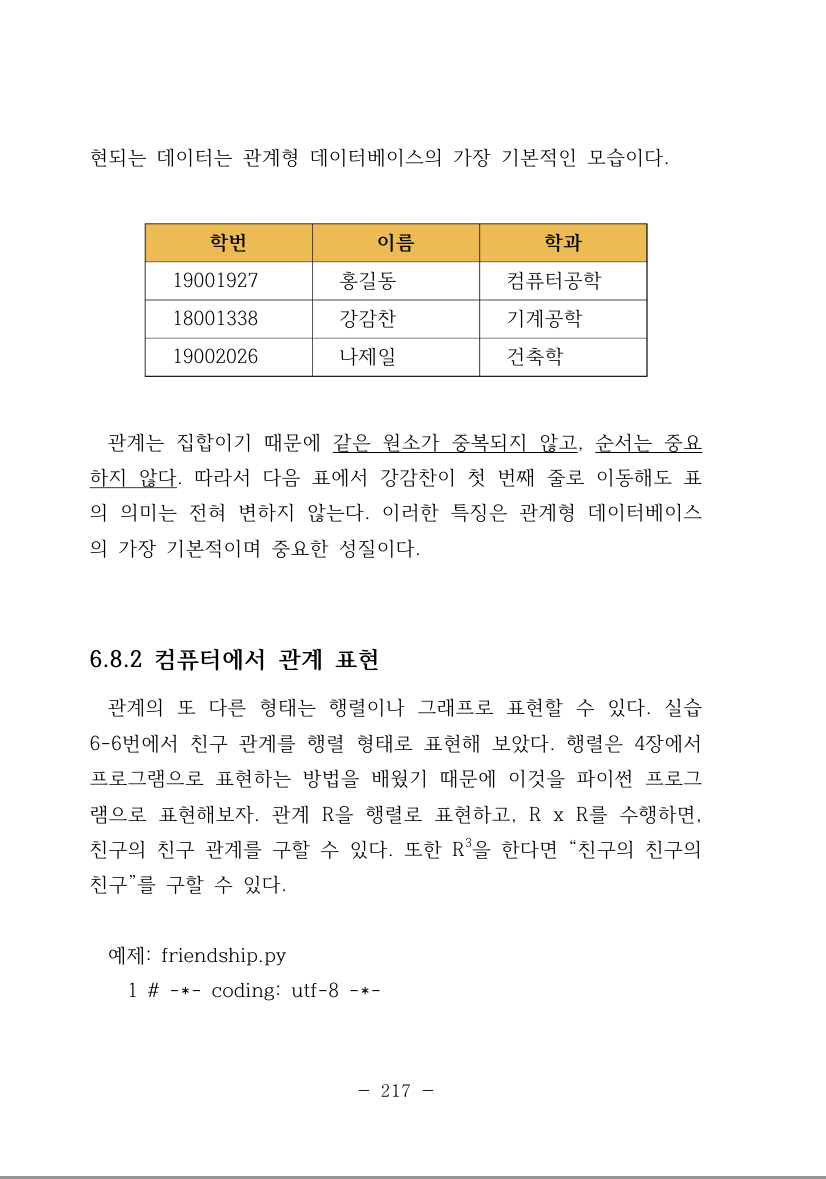 현되는 데이터는 관계형 데이터베이스의 가장 기본적인 모습이다.
학번 이름 학과
19001927 홍길동 컴퓨터공학
18001338 강감찬 기계공학
19002026 나제일 건축학
관계는 집합이기 때문에 같은 원소가 중복되지 않고, 순서는 중요
하지 않다. 따라서 다음 표에서 강감찬이 첫 번째 줄로 이동해도 표
의 의미는 전혀 변하지 않는다. 이러한 특징은 관계형 데이터베이스
의 가장 기본적이며 중요한 성질이다.
6.8.2 컴퓨터에서 관계 표현
관계의 또 다른 형태는 행렬이나 그래프로 표현할 수 있다. 실습
6-6번에서 친구 관계를 행렬 형태로 표현해 보았다. 행렬은 4장에서
프로그램으로 표현하는 방법을 배웠기 때문에 이것을 파이썬 프로그
램으로 표현해보자. 관계 R을 행렬로 표현하고, R x R를 수행하면,
친구의 친구 관계를 구할 수 있다. 또한 R³을 한다면 “친구의 친구의
친구”를 구할 수 있다.
예제: friendship.py
1 # -*- coding: utf-8 -*-
- 217 -